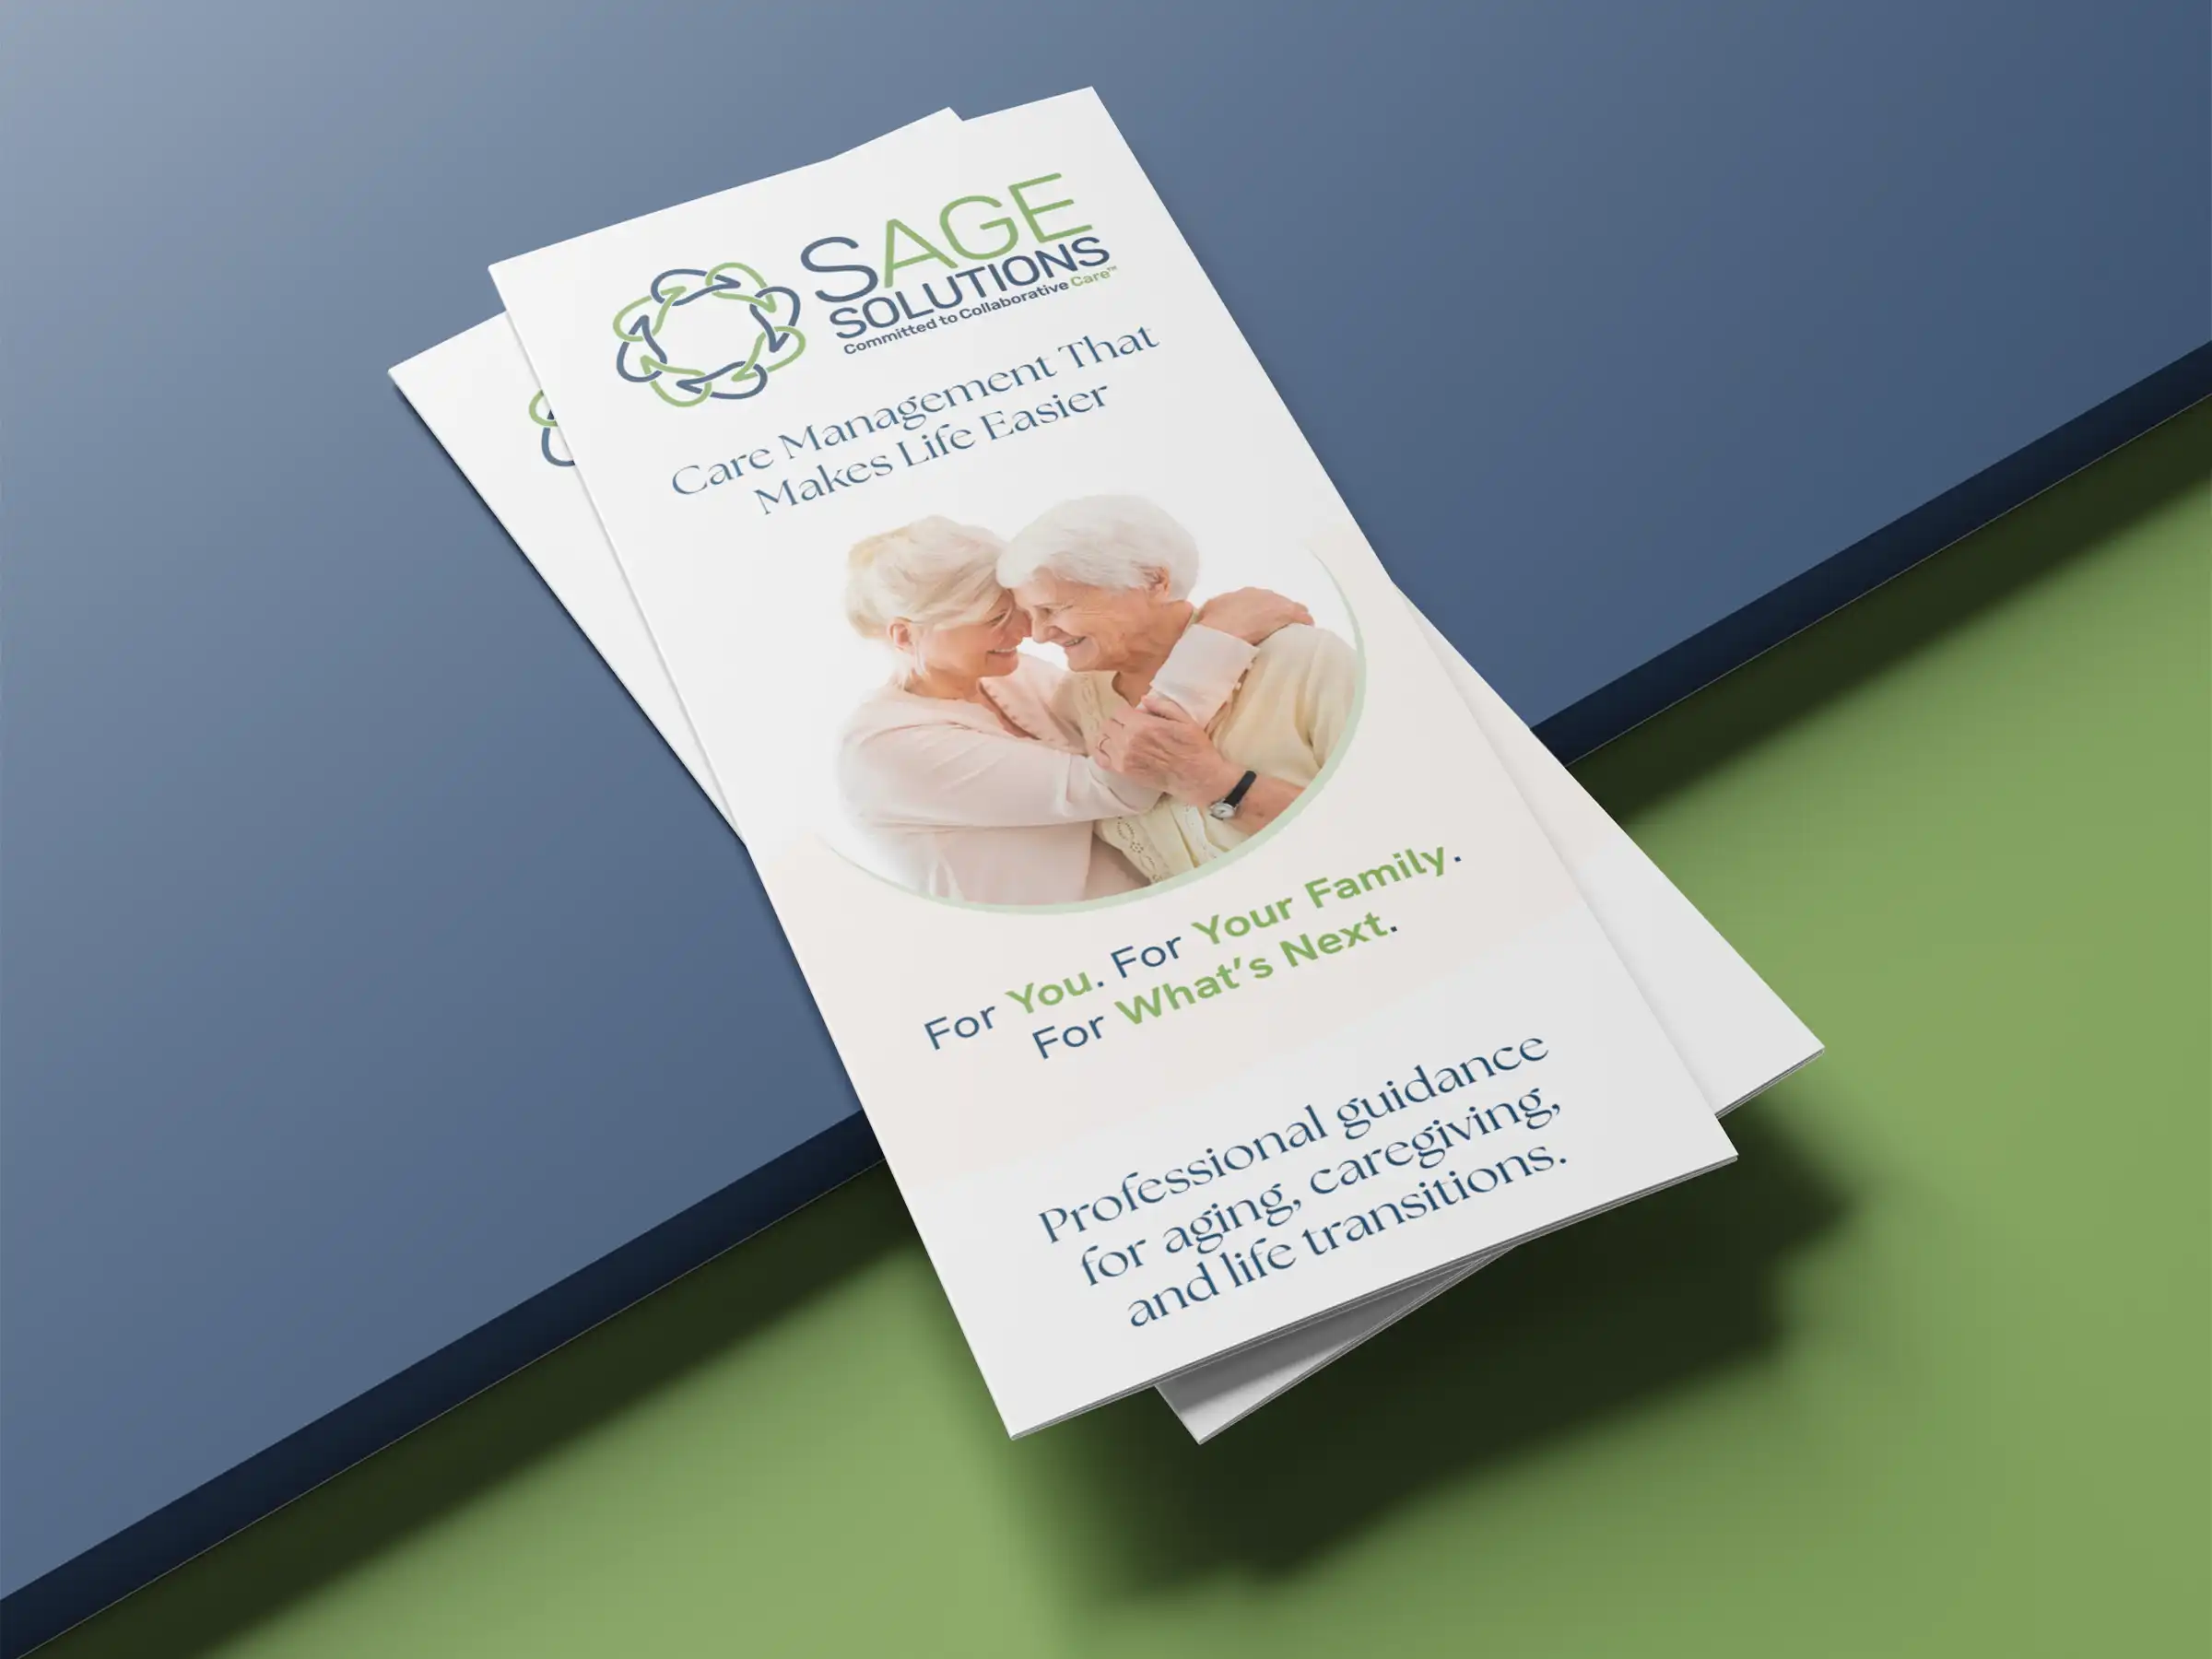 SAGE
SOLUTIONS
Committed to Collaborative Care™
Care Management That
Makes Life Easier
For You. For Your Family.
For What's Next.
Professional guidance
for aging, caregiving,
and life transitions.